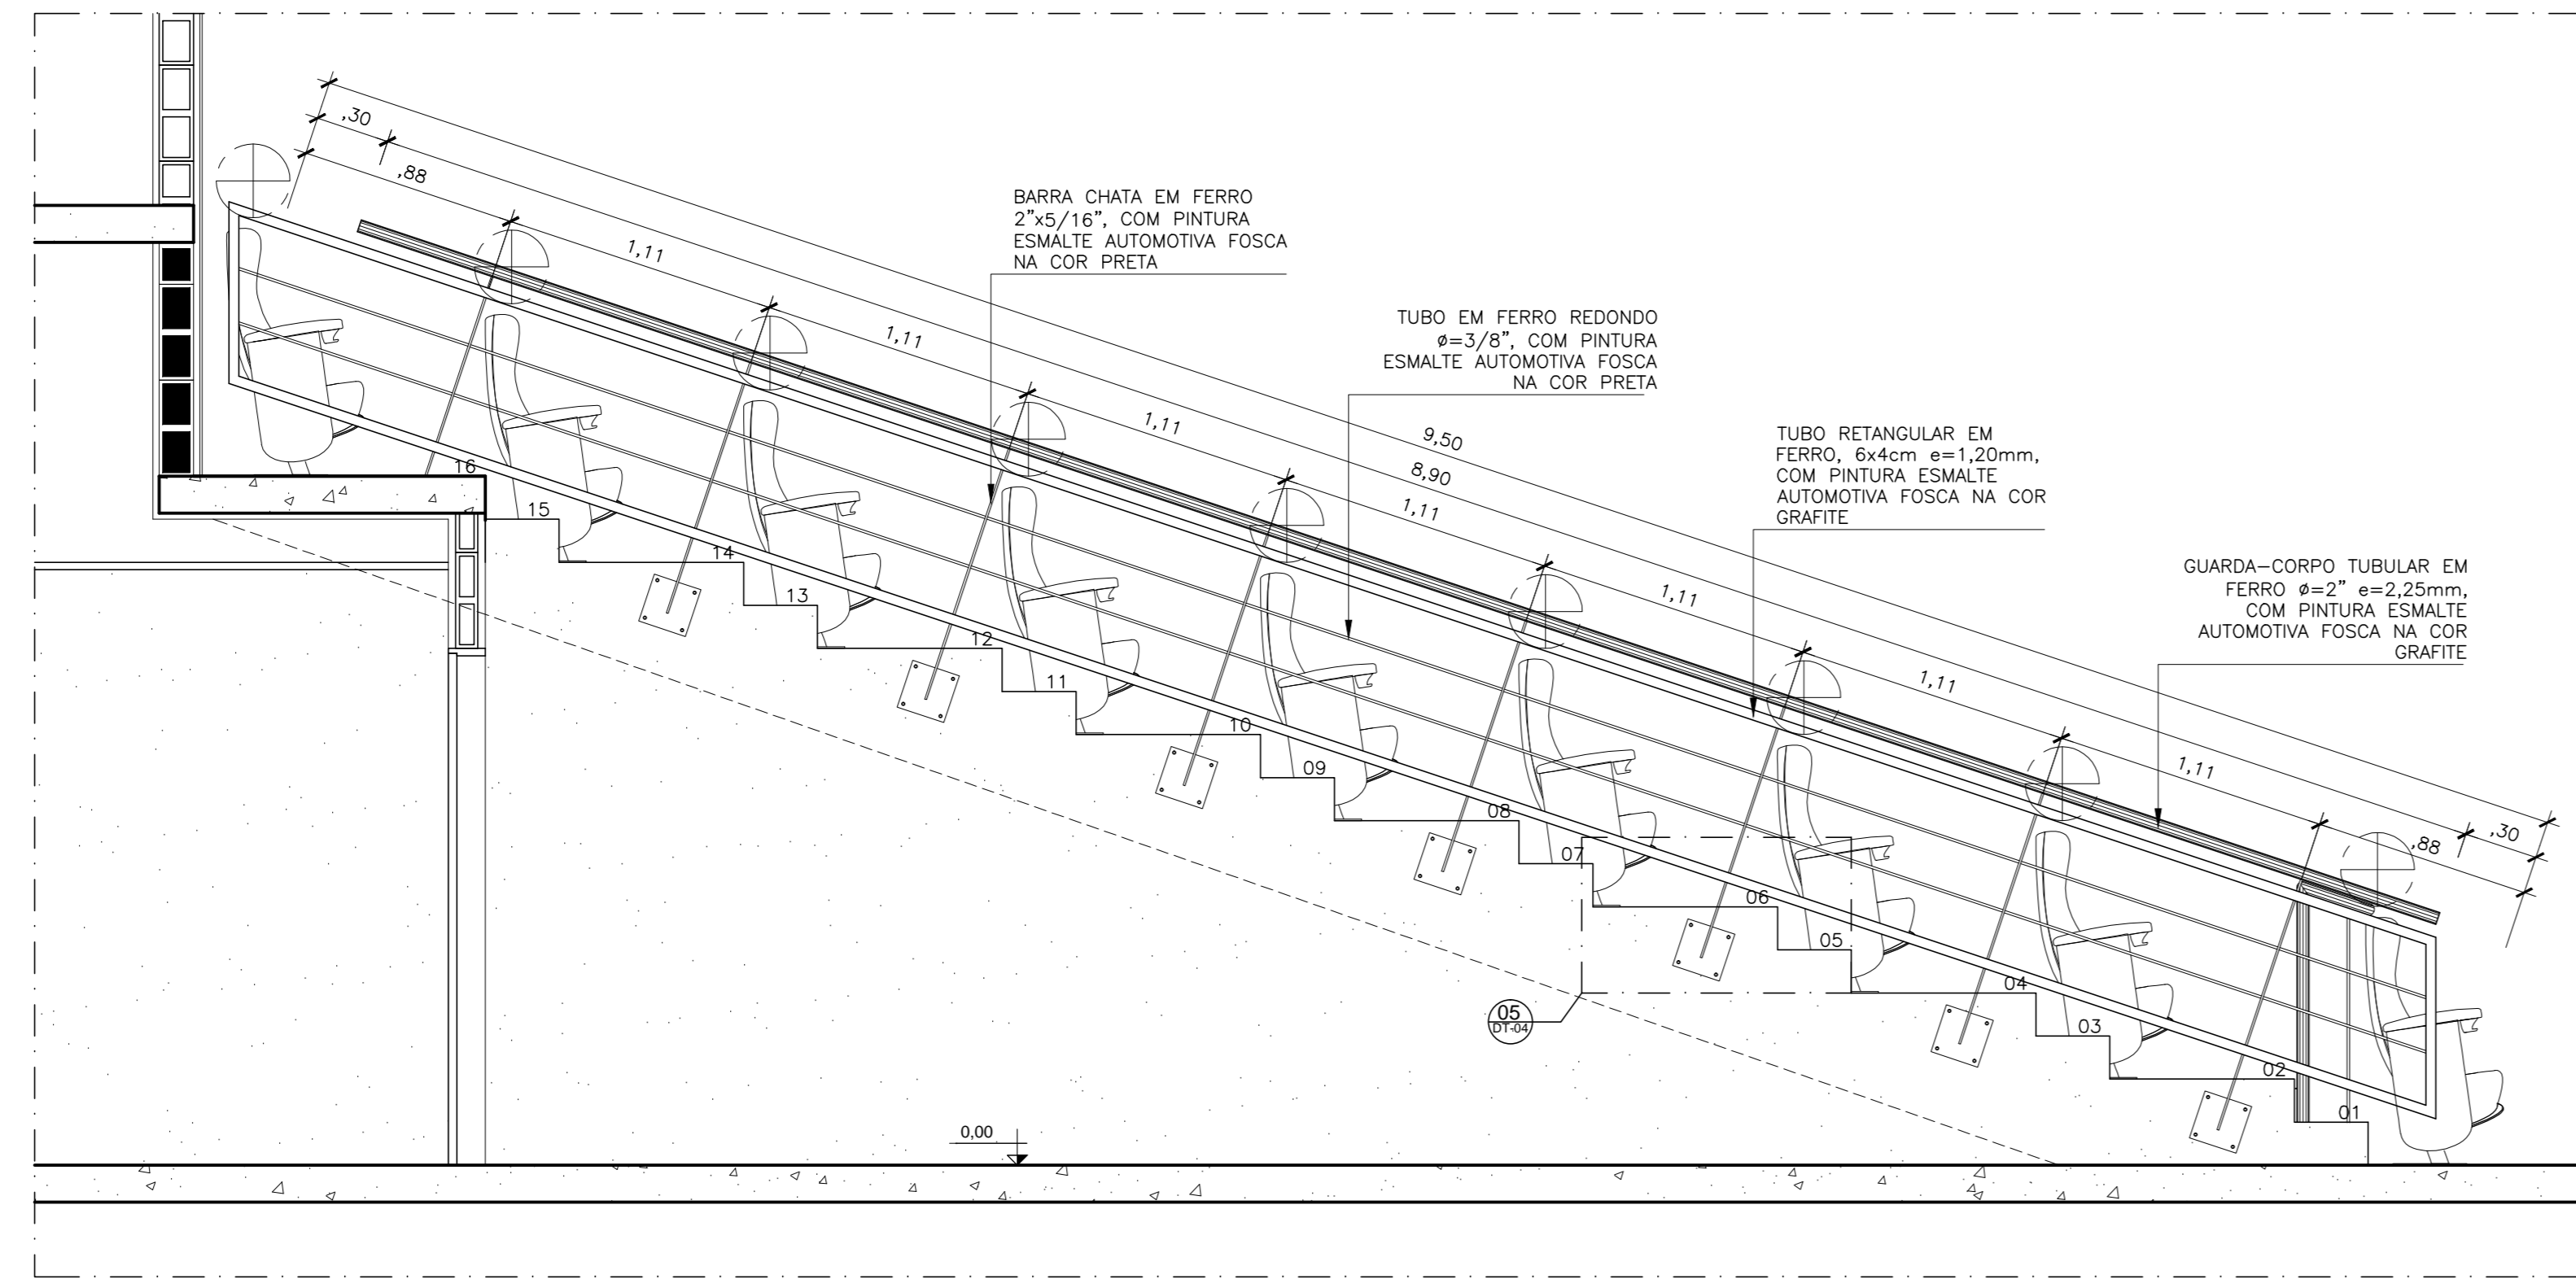 ,30
,88
1,11
1,11
1,11
1,11
1,11
1,11
1,11
9,50
8,90
,30
,88
BARRA CHATA EM FERRO
2”x5/16”, COM PINTURA
ESMALTE AUTOMOTIVA FOSCA
NA COR PRETA
TUBO EM FERRO REDONDO
ø=3/8”, COM PINTURA
ESMALTE AUTOMOTIVA FOSCA
NA COR PRETA
TUBO RETANGULAR EM
FERRO, 6x4cm e=1,20mm,
COM PINTURA ESMALTE
AUTOMOTIVA FOSCA NA COR
GRAFITE
GUARDA-CORPO TUBULAR EM
FERRO ø=2” e=2,25mm,
COM PINTURA ESMALTE
AUTOMOTIVA FOSCA NA COR
GRAFITE
16
15
14
13
12
11
10
09
08
07
06
05
04
03
02
01
05
DT-04
0,00